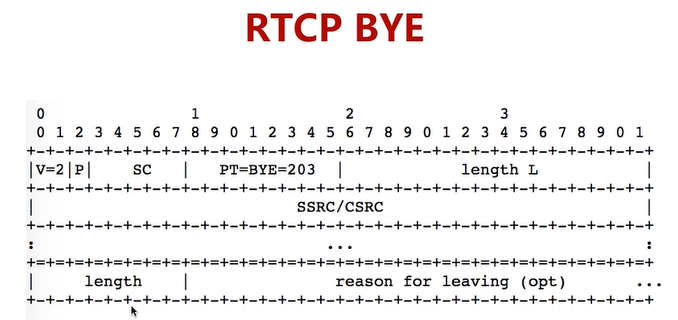 RTCP BYE
0 1 2 3
0 1 2 3 4 5 6 7 8 9 0 1 2 3 4 5 6 7 8 9 0 1 2 3 4 5 6 7 8 9 0 1
+-+-+-+-+-+-+-+-+-+-+-+-+-+-+-+-+-+-+-+-+-+-+-+-+-+-+-+-+-+-+-+-+
|V=2|P| SC | PT=BYE=203 | length L |
+-+-+-+-+-+-+-+-+-+-+-+-+-+-+-+-+-+-+-+-+-+-+-+-+-+-+-+-+-+-+-+-+
| SSRC/CSRC |
+-+-+-+-+-+-+-+-+-+-+-+-+-+-+-+-+-+-+-+-+-+-+-+-+-+-+-+-+-+-+-+-+
: ... :
+=+=+=+=+=+=+=+=+=+=+=+=+=+=+=+=+=+=+=+=+=+=+=+=+=+=+=+=+=+=+=+=+
| length | reason for leaving (opt) ...
+-+-+-+-+-+-+-+-+-+-+-+-+-+-+-+-+-+-+-+-+-+-+-+-+-+-+-+-+-+-+-+-+